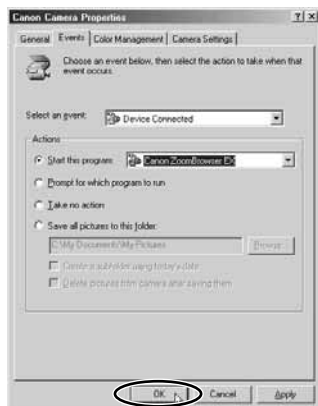 Canon Camera Properties
General Events Color Management Camera Settings
Choose an event below, then select the action to take when that
event occurs.
Select an event: Device Connected
Actions
Start this program: Canon ZoomBrowser EX
Prompt for which program to run
Take no action
Save all pictures to this folder:
C:\My Documents\My Pictures Browse...
Create a subfolder using today's date
Delete pictures from camera after saving them
OK Cancel Apply